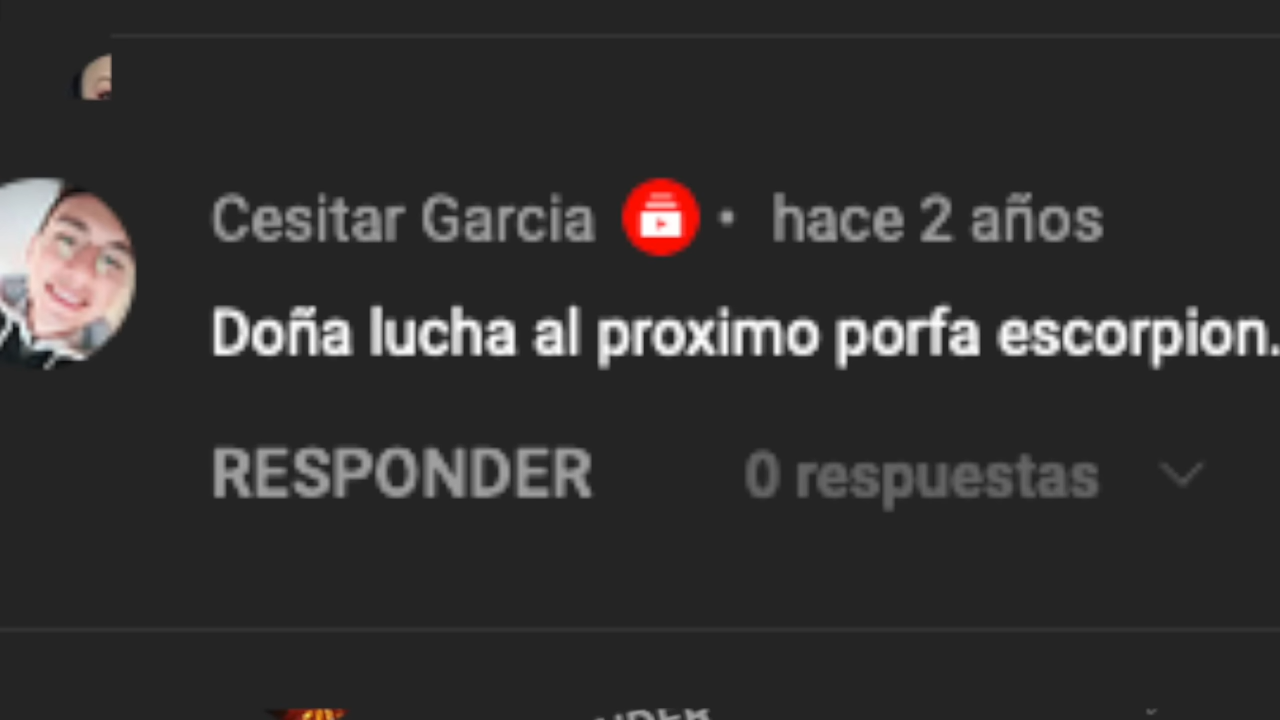 Cesitar Garcia • hace 2 años
Doña lucha al proximo porfa escorpion.
RESPONDER 0 respuestas